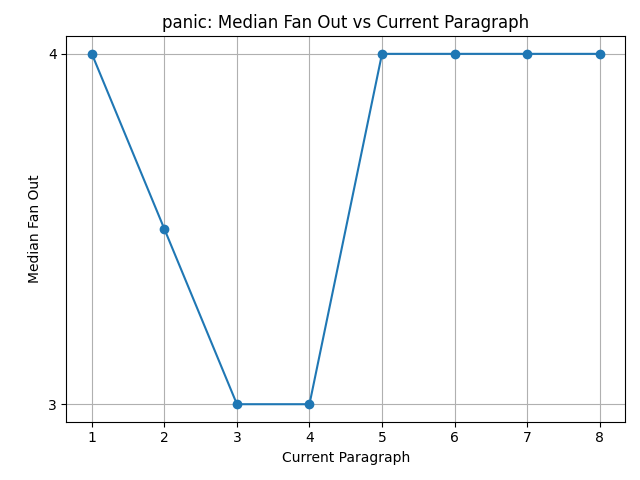 panic: Median Fan Out vs Current Paragraph
4
3
Median Fan Out
1 2 3 4 5 6 7 8
Current Paragraph